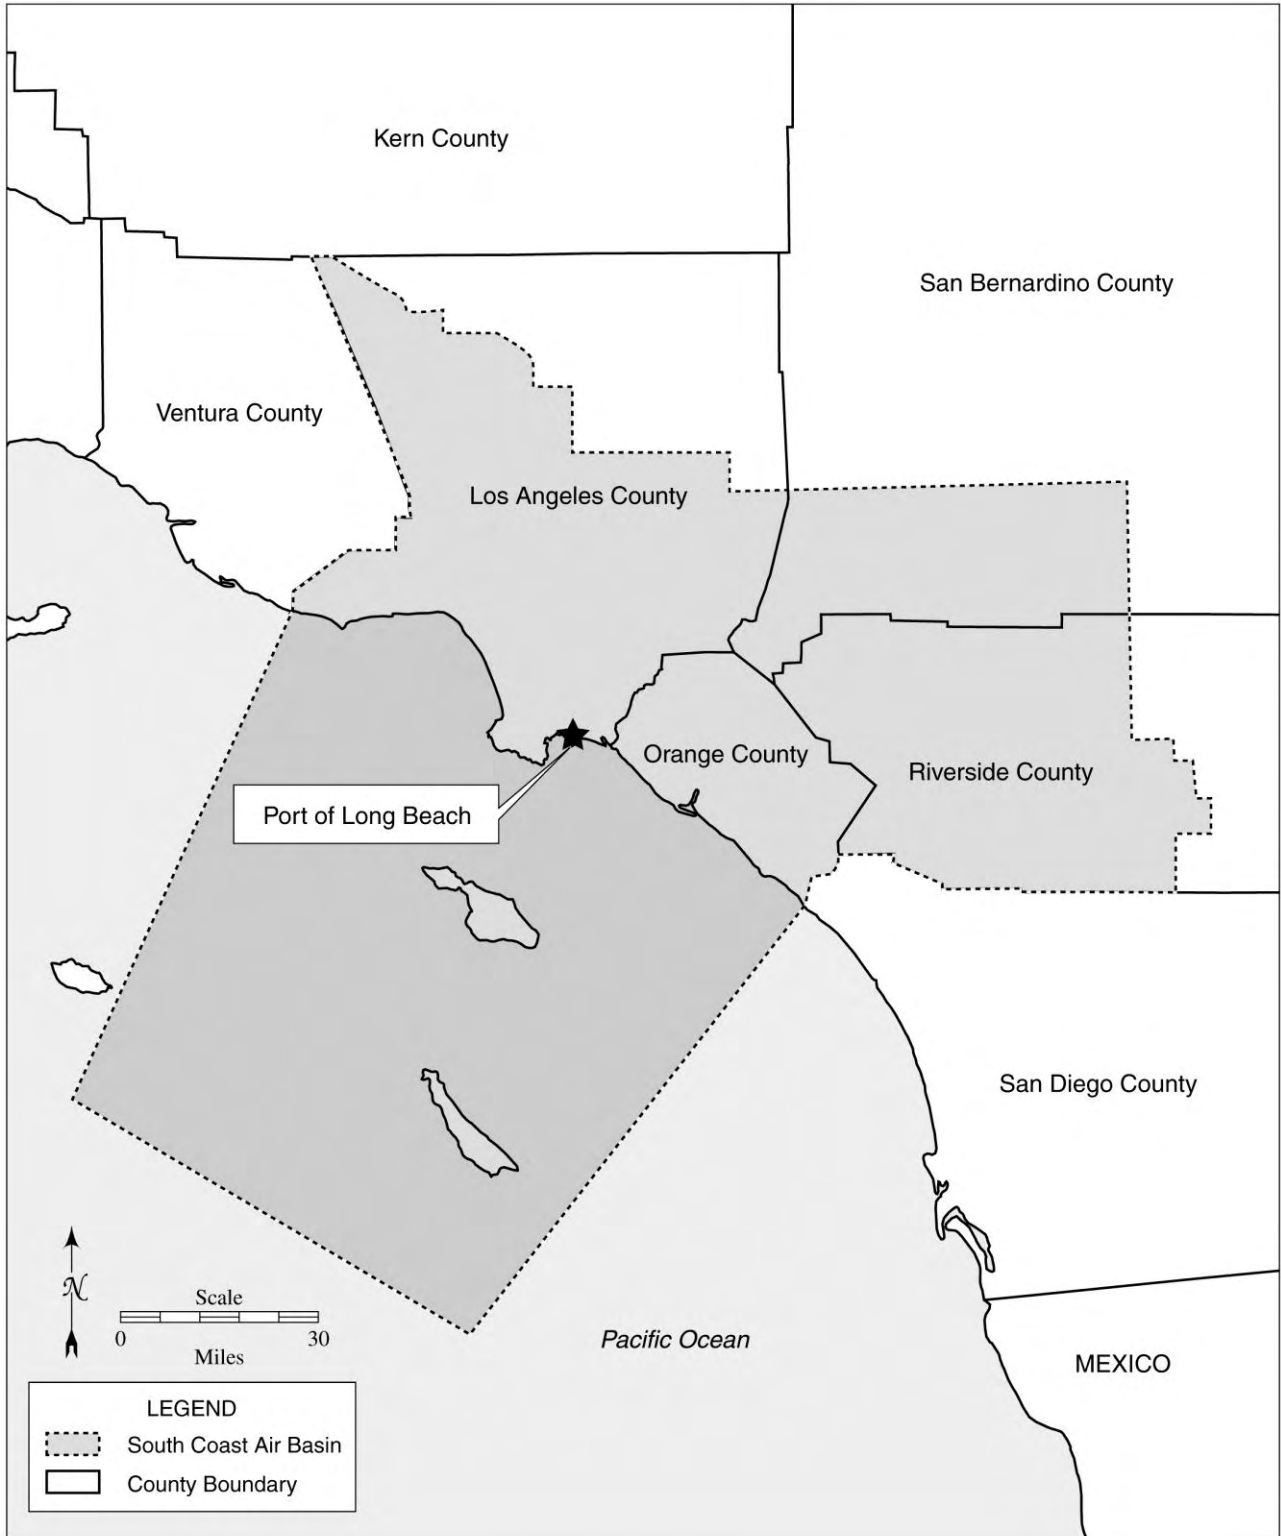 Kern County
San Bernardino County
Ventura County
Los Angeles County
Orange County
Riverside County
Port of Long Beach
San Diego County
N
Scale
0 30
Miles
Pacific Ocean
MEXICO
LEGEND
South Coast Air Basin
County Boundary